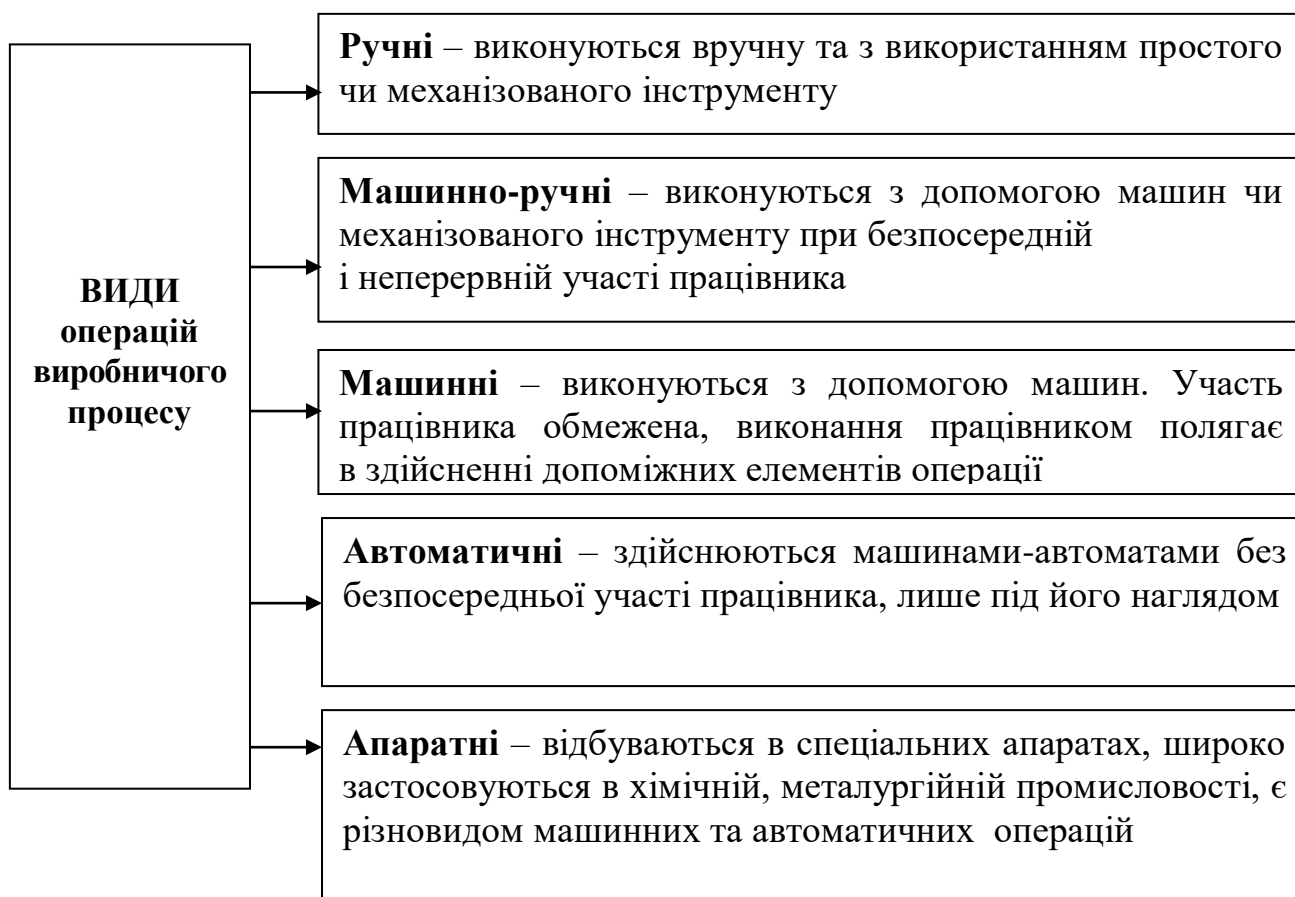 ВИДИ
операцій
виробничого
процесу
Ручні – виконуються вручну та з використанням простого
чи механізованого інструменту
Машинно-ручні – виконуються з допомогою машин чи
механізованого інструменту при безпосередній
і неперервній участі працівника
Машинні – виконуються з допомогою машин. Участь
працівника обмежена, виконання працівником полягає
в здійсненні допоміжних елементів операції
Автоматичні – здійснюються машинами-автоматами без
безпосередньої участі працівника, лише під його наглядом
Апаратні – відбуваються в спеціальних апаратах, широко
застосовуються в хімічній, металургійній промисловості, є
різновидом машинних та автоматичних операцій